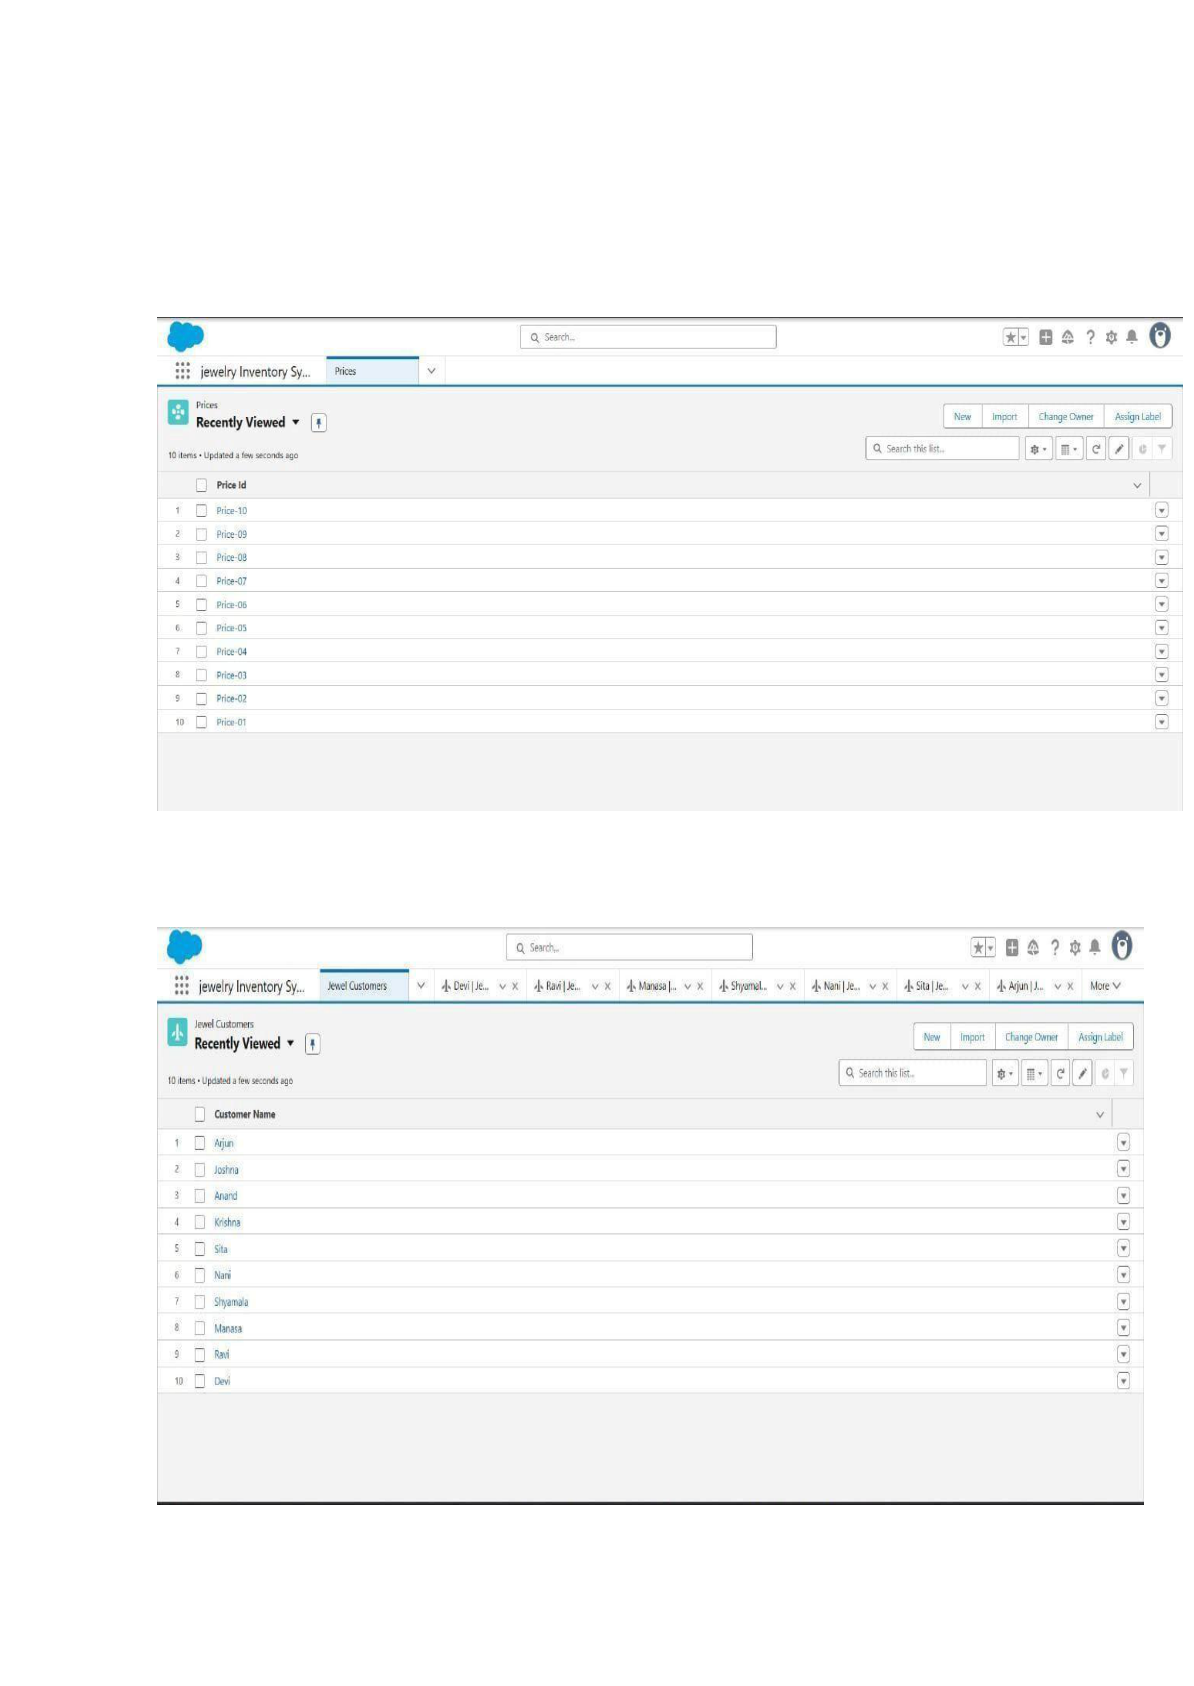 Search...
jewelry Inventory Sy... Prices
Prices
Recently Viewed
New Import Change Owner Assign Label
10 items • Updated a few seconds ago
Search this list...
Price Id
1 Price-10
2 Price-09
3 Price-08
4 Price-07
5 Price-06
6 Price-05
7 Price-04
8 Price-03
9 Price-02
10 Price-01
Search...
jewelry Inventory Sy... Jewel Customers Devi | Je... Ravi | Je... Manasa |... Shyamal... Nani | Je... Sita | Je... Arjun | J... More
Jewel Customers
Recently Viewed
New Import Change Owner Assign Label
10 items • Updated a few seconds ago
Search this list...
Customer Name
1 Arjun
2 Joshna
3 Anand
4 Krishna
5 Sita
6 Nani
7 Shyamala
8 Manasa
9 Ravi
10 Devi